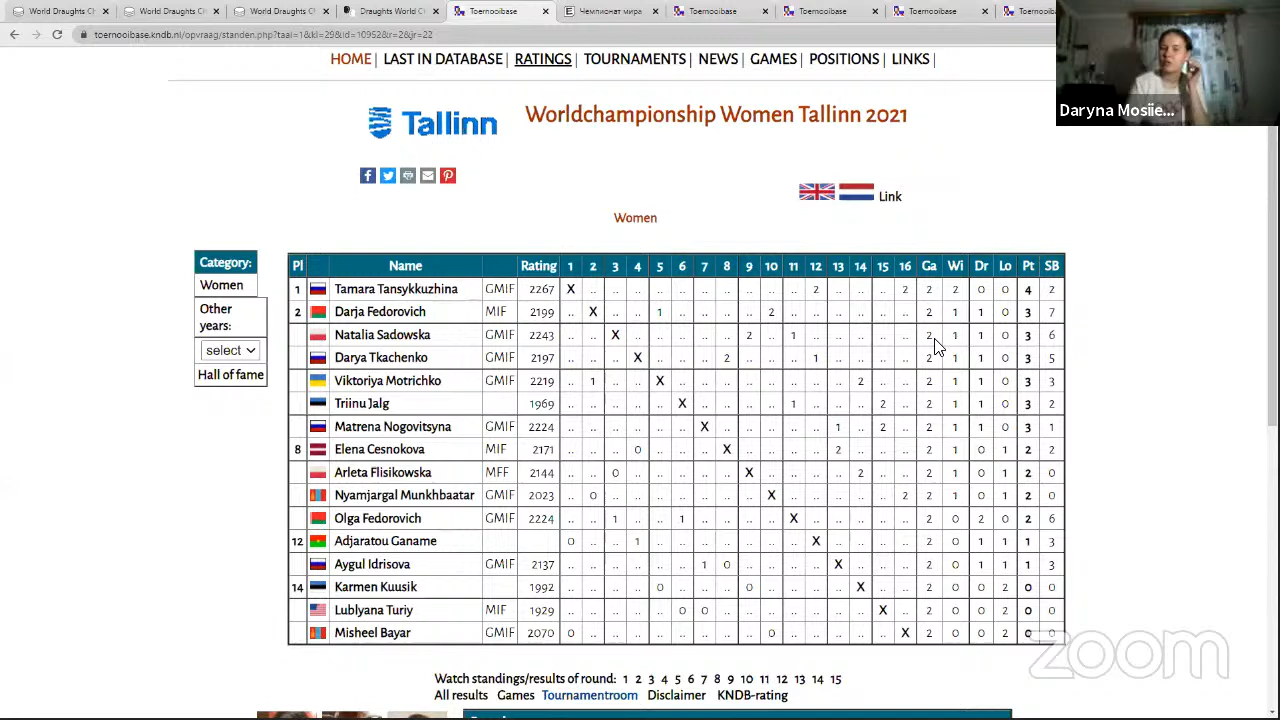 World Draughts Cl × World Draughts Cl × World Draughts Cl × Draughts World C × Toernooibase × Чемпионат мира × Toernooibase × Toernooibase × Toernooibase × Toernooi
toernooibase.kndb.nl/opvraag/standen.php?taal=1&kl=29&Id=10952&r=2&jr=22
HOME | LAST IN DATABASE | RATINGS | TOURNAMENTS | NEWS | GAMES | POSITIONS | LINKS |
Daryna Mosiie...
Tallinn Worldchampionship Women Tallinn 2021
Link
Women
Category:
Women
Other years:
select
Hall of fame
Pl Name Rating 1 2 3 4 5 6 7 8 9 10 11 12 13 14 15 16 Ga Wi Dr Lo Pt SB
1 Tamara Tansykkuzhina GMIF 2267 X .. .. .. .. .. .. .. .. .. .. 2 .. .. .. 2 2 2 0 0 4 2
2 Darja Fedorovich MIF 2199 .. X .. .. 1 .. .. .. .. 2 .. .. .. .. .. .. 2 1 1 0 3 7
Natalia Sadowska GMIF 2243 .. .. X .. .. .. .. .. 2 .. 1 .. .. .. .. .. 2 1 1 0 3 6
Darya Tkachenko GMIF 2197 .. .. .. X .. .. .. 2 .. .. .. 1 .. .. .. .. 2 1 1 0 3 5
Viktoriya Motrichko GMIF 2219 .. 1 .. .. X .. .. .. .. .. .. .. .. 2 .. .. 2 1 1 0 3 3
Triinu Jalg 1969 .. .. .. .. .. X .. .. .. .. 1 .. .. .. 2 .. 2 1 1 0 3 2
Matrena Nogovitsyna GMIF 2224 .. .. .. .. .. .. X .. .. .. .. .. 1 .. 2 .. 2 1 1 0 3 1
8 Elena Cesnokova MIF 2171 .. .. .. 0 .. .. .. X .. .. .. .. 2 .. .. .. 2 1 0 1 2 2
Arleta Flisikowska MFF 2144 .. .. 0 .. .. .. .. .. X .. .. .. .. 2 .. .. 2 1 0 1 2 0
Nyamjargal Munkhbaatar GMIF 2023 .. 0 .. .. .. .. .. .. .. X .. .. .. .. .. 2 2 1 0 1 2 0
Olga Fedorovich GMIF 2224 .. .. 1 .. .. 1 .. .. .. .. X .. .. .. .. .. 2 0 2 0 2 6
12 Adjaratou Ganame 0 .. .. 1 .. .. .. .. .. .. .. X .. .. .. .. 2 0 1 1 1 3
Aygul Idrisova GMIF 2137 .. .. .. .. .. .. 1 0 .. .. .. .. X .. .. .. 2 0 1 1 1 3
14 Karmen Kuusik 1992 .. .. .. .. 0 .. .. .. 0 .. .. .. .. X .. .. 2 0 0 2 0 0
Lublyana Turiy MIF 1929 .. .. .. .. .. 0 0 .. .. .. .. .. .. .. X .. 2 0 0 2 0 0
Misheel Bayar GMIF 2070 0 .. .. .. .. .. .. .. .. 0 .. .. .. .. .. X 2 0 0 2 0 0
zoom
Watch standings/results of round: 1 2 3 4 5 6 7 8 9 10 11 12 13 14 15
All results Games Tournamentroom Disclaimer KNDB-rating